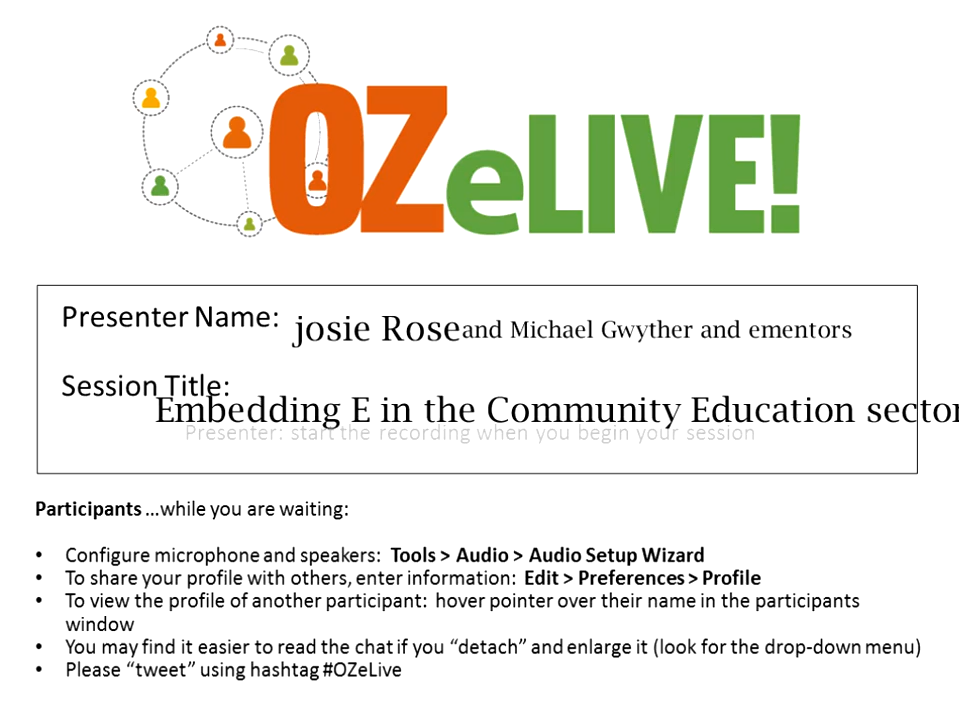 OZeLIVE!
Presenter Name: josie Rose and Michael Gwyther and ementors
Session Title:
Embedding E in the Community Education sector
Presenter: start the recording when you begin your session
Participants ...while you are waiting:
• Configure microphone and speakers: Tools > Audio > Audio Setup Wizard
• To share your profile with others, enter information: Edit > Preferences > Profile
• To view the profile of another participant: hover pointer over their name in the participants
window
• You may find it easier to read the chat if you “detach” and enlarge it (look for the drop-down menu)
• Please “tweet” using hashtag #OZeLive